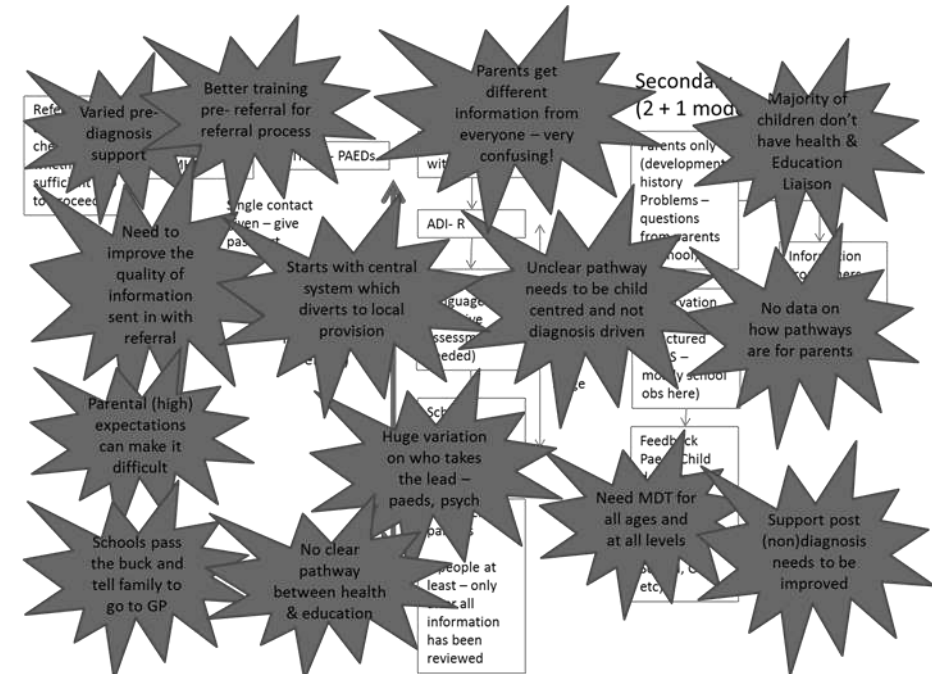 Varied pre-
diagnosis
support
Better training
pre- referral for
referral process
Parents get
different
information from
everyone – very
confusing!
Majority of
children don't
have health &
Education
Liaison
Need to
improve the
quality of
information
sent in with
referral
Starts with central
system which
diverts to local
provision
Unclear pathway
needs to be child
centred and not
diagnosis driven
No data on
how pathways
are for parents
Parental (high)
expectations
can make it
difficult
Huge variation
on who takes
the lead –
paeds, psych
Need MDT for
all ages and
at all levels
Support post
(non)diagnosis
needs to be
improved
Schools pass
the buck and
tell family to
go to GP
No clear
pathway
between health
& education
(2 + 1
sufficient
– PAEDs
Single contact
– give
ADI- R
Parents only
history
Problems –
questions
from parents
obs here)
Feedback
Child
etc)
people at
least – only
all
information
has been
reviewed